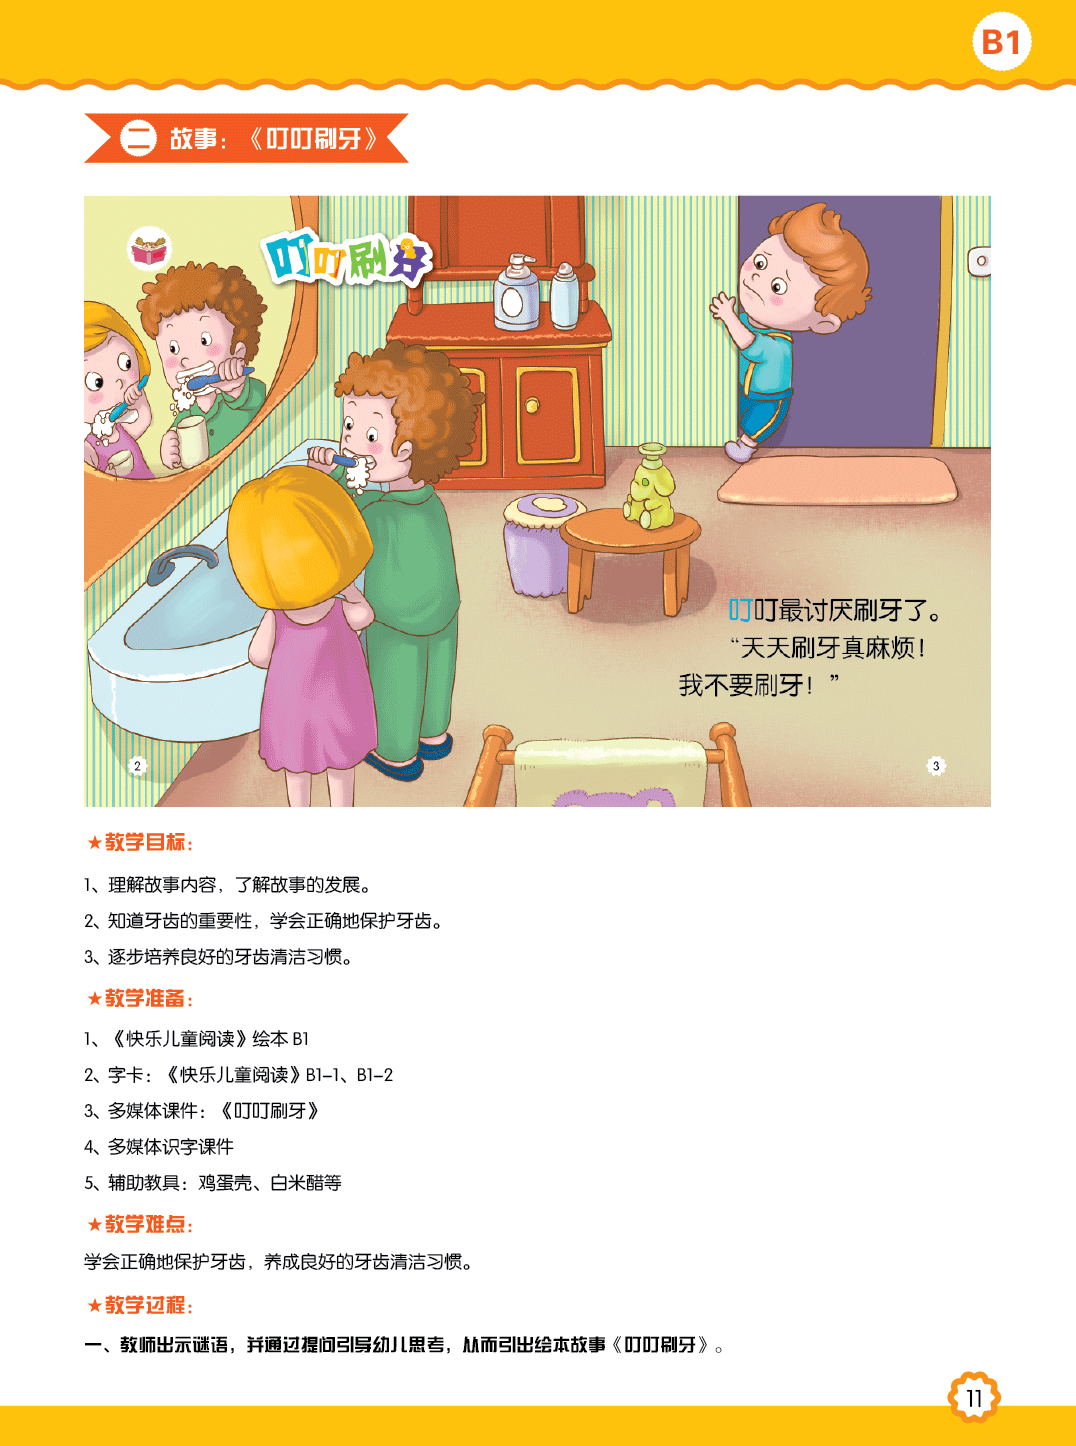 B1
二 故事：《叮叮刷牙》
叮叮刷牙
叮叮最讨厌刷牙了。
“天天刷牙真麻烦！
我不要刷牙！”
2
3
★教学目标：
1、理解故事内容，了解故事的发展。
2、知道牙齿的重要性，学会正确地保护牙齿。
3、逐步培养良好的牙齿清洁习惯。
★教学准备：
1、《快乐儿童阅读》绘本 B1
2、字卡：《快乐儿童阅读》B1-1、B1-2
3、多媒体课件：《叮叮刷牙》
4、多媒体识字课件
5、辅助教具：鸡蛋壳、白米醋等
★教学难点：
学会正确地保护牙齿，养成良好的牙齿清洁习惯。
★教学过程：
一、教师出示谜语，并通过提问引导幼儿思考，从而引出绘本故事《叮叮刷牙》。
11